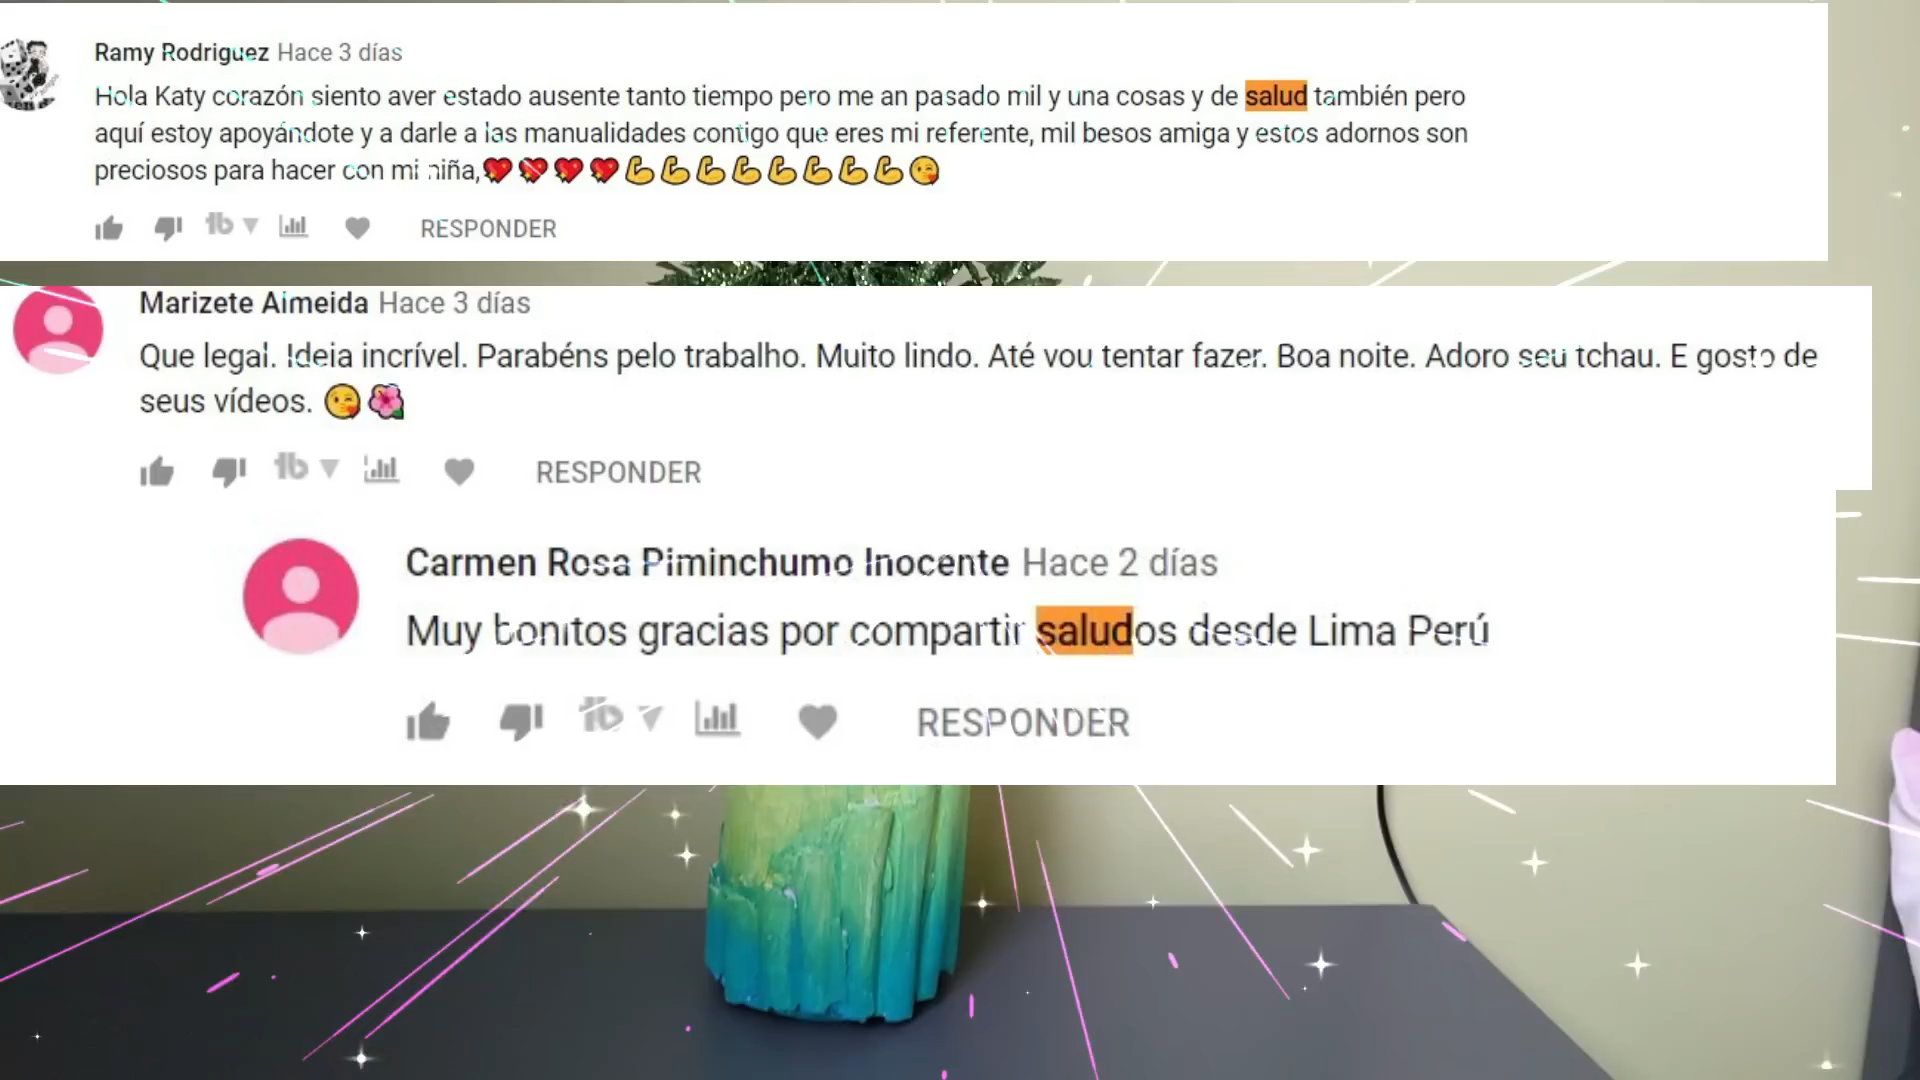 Ramy Rodriguez Hace 3 días
Hola Katy corazón siento aver estado ausente tanto tiempo pero me an pasado mil y una cosas y de salud también pero
aquí estoy apoyándote y a darle a las manualidades contigo que eres mi referente, mil besos amiga y estos adornos son
preciosos para hacer con mi niña,💖💖💖💖💪💪💪💪💪💪💪💪😘
RESPONDER
Marizete Almeida Hace 3 días
Que legal. Ideia incrível. Parabéns pelo trabalho. Muito lindo. Até vou tentar fazer. Boa noite. Adoro seu tchau. E gosto de
seus vídeos. 😘🌺
RESPONDER
Carmen Rosa Piminchumo Inocente Hace 2 días
Muy bonitos gracias por compartir saludos desde Lima Perú
RESPONDER